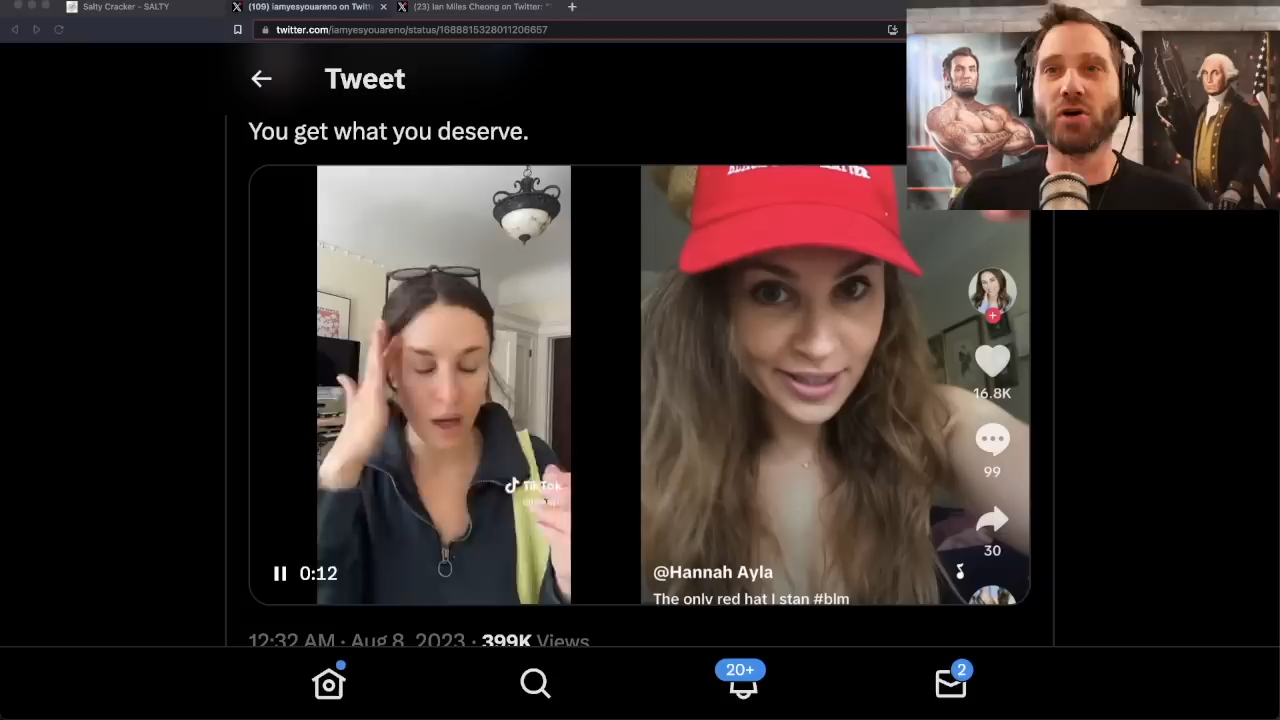 Salty Cracker - SALTY
(109) iamyesyouareno on Twitt
(23) Ian Miles Cheong on Twitter: "
twitter.com/iamyesyouareno/status/1688815328011206657
Tweet
You get what you deserve.
TikTok
0:12
16.8K
99
30
@Hannah Ayla
The only red hat I stan #blm
12:32 AM · Aug 8, 2023 · 399K Views
20+
2